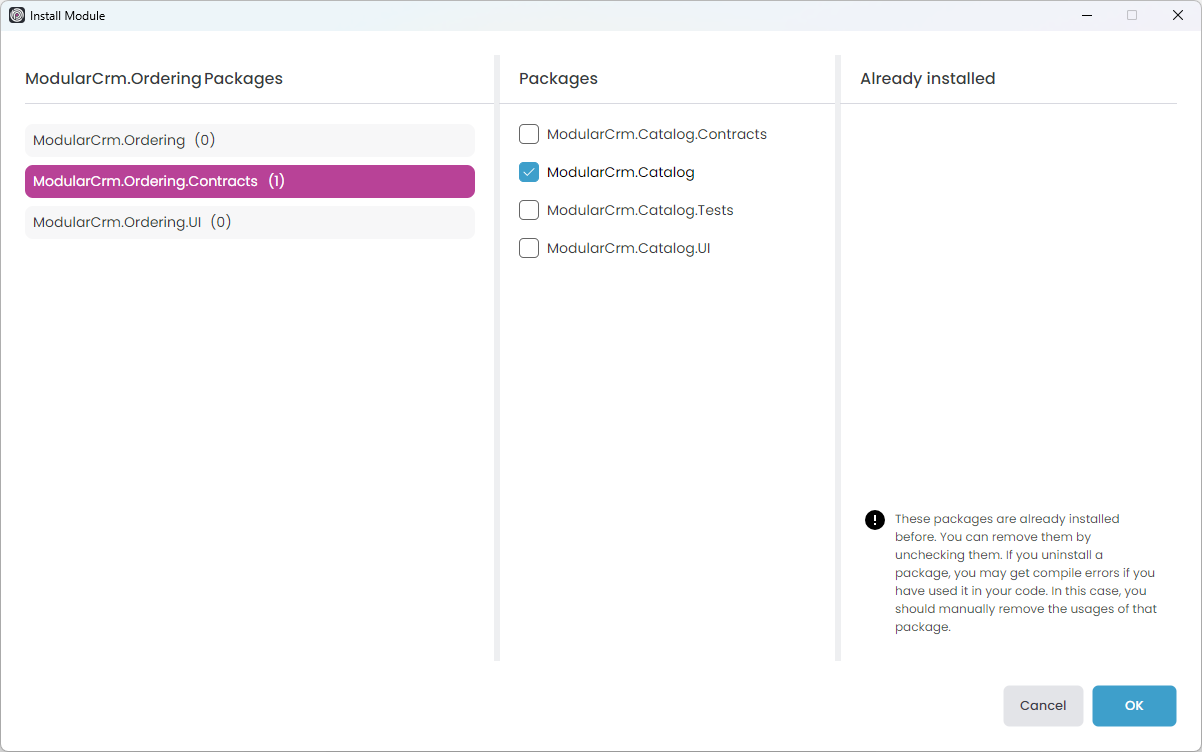 Install Module
ModularCrm.Ordering Packages
ModularCrm.Ordering (0)
ModularCrm.Ordering.Contracts (1)
ModularCrm.Ordering.UI (0)
Packages
ModularCrm.Catalog.Contracts
ModularCrm.Catalog
ModularCrm.Catalog.Tests
ModularCrm.Catalog.UI
Already installed
These packages are already installed
before. You can remove them by
unchecking them. If you uninstall a
package, you may get compile errors if you
have used it in your code. In this case, you
should manually remove the usages of that
package.
Cancel
OK